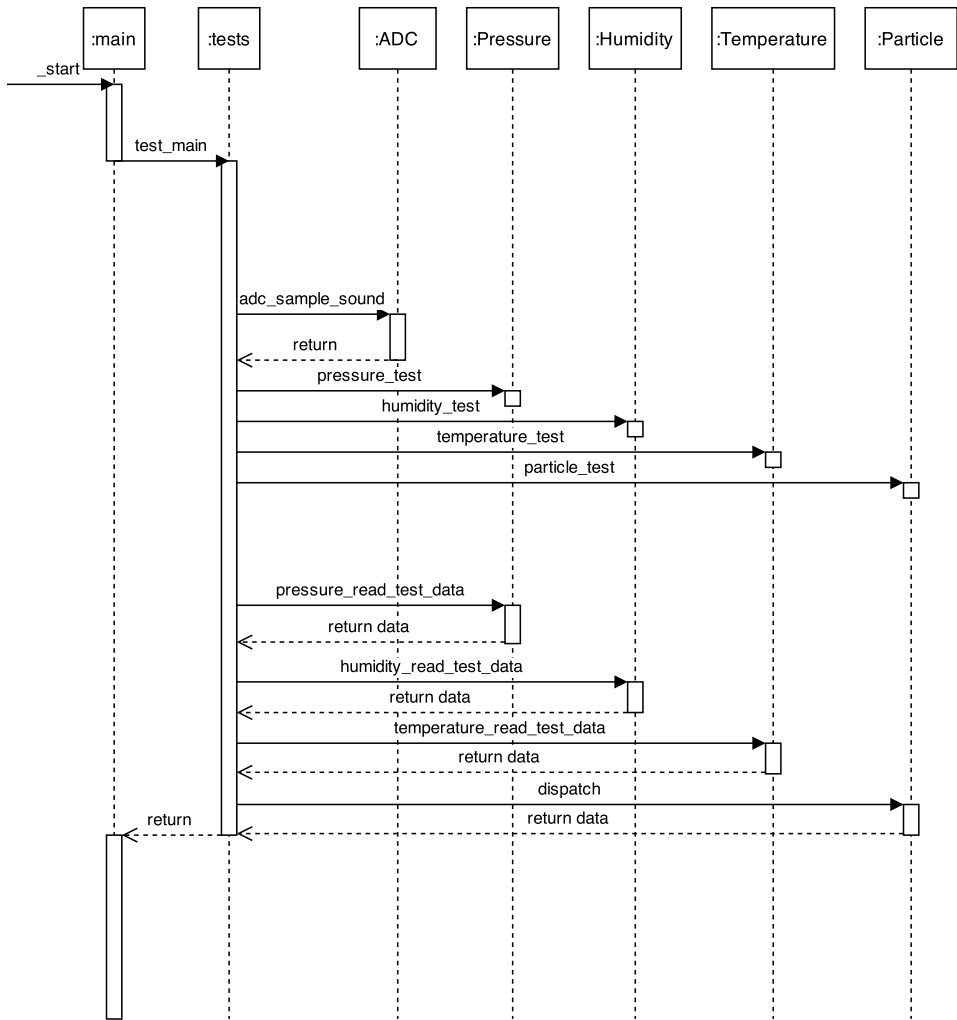 :main
:tests
:ADC
:Pressure
:Humidity
:Temperature
:Particle
_start
test_main
adc_sample_sound
return
pressure_test
humidity_test
temperature_test
particle_test
pressure_read_test_data
return data
humidity_read_test_data
return data
temperature_read_test_data
return data
dispatch
return data
return